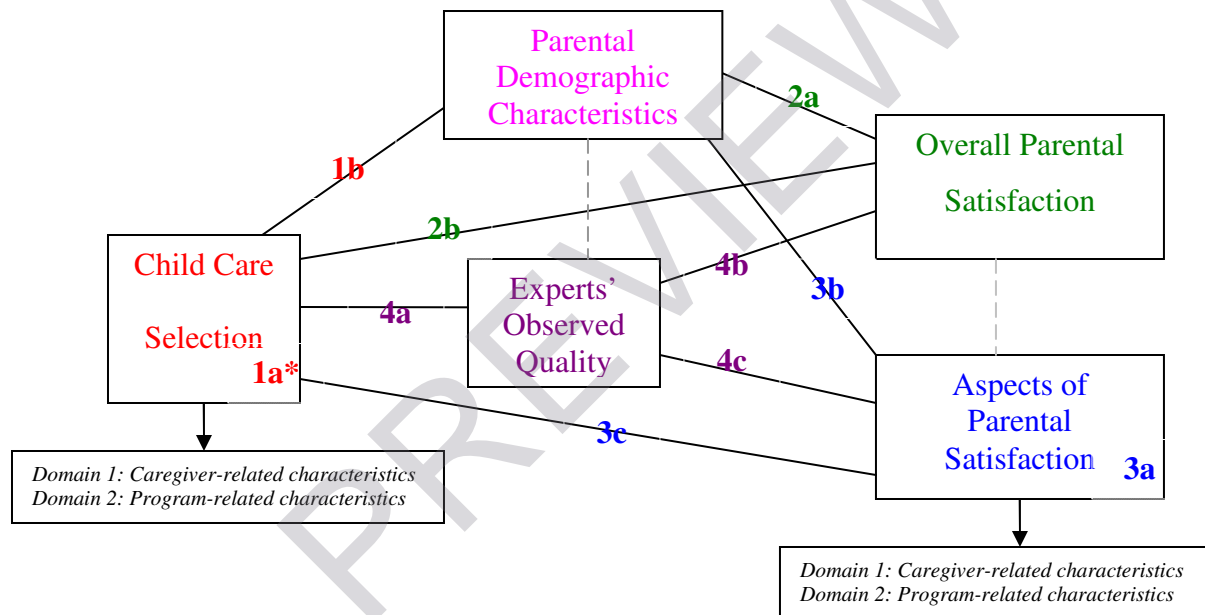 Parental
Demographic
Characteristics
2a
Overall Parental
Satisfaction
1b
2b
Child Care
Selection
1a*
4a
Experts’
Observed
Quality
4b
3b
4c
3c
Aspects of
Parental
Satisfaction
3a
Domain 1: Caregiver-related characteristics
Domain 2: Program-related characteristics
Domain 1: Caregiver-related characteristics
Domain 2: Program-related characteristics
PREVIEW